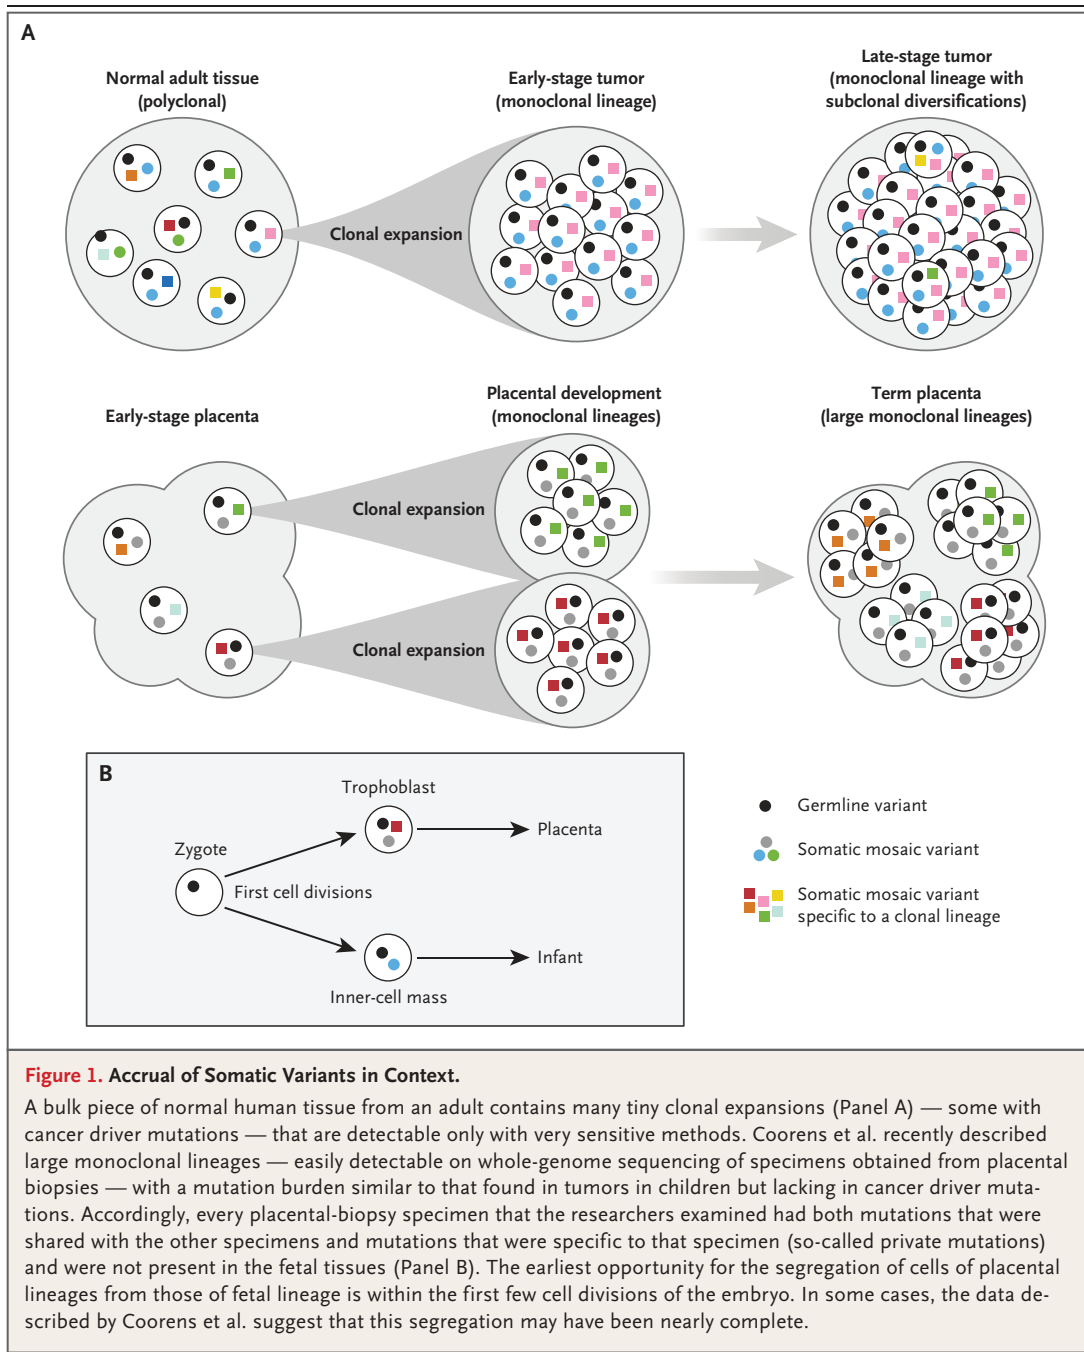 A
Normal adult tissue
(polyclonal)
Early-stage tumor
(monoclonal lineage)
Late-stage tumor
(monoclonal lineage with
subclonal diversifications)
Clonal expansion
Early-stage placenta
Placental development
(monoclonal lineages)
Term placenta
(large monoclonal lineages)
Clonal expansion
Clonal expansion
B
Trophoblast
Placenta
Zygote
First cell divisions
Infant
Inner-cell mass
Germline variant
Somatic mosaic variant
Somatic mosaic variant
specific to a clonal lineage
Figure 1. Accrual of Somatic Variants in Context.
A bulk piece of normal human tissue from an adult contains many tiny clonal expansions (Panel A) — some with
cancer driver mutations — that are detectable only with very sensitive methods. Coorens et al. recently described
large monoclonal lineages — easily detectable on whole-genome sequencing of specimens obtained from placental
biopsies — with a mutation burden similar to that found in tumors in children but lacking in cancer driver muta-
tions. Accordingly, every placental-biopsy specimen that the researchers examined had both mutations that were
shared with the other specimens and mutations that were specific to that specimen (so-called private mutations)
and were not present in the fetal tissues (Panel B). The earliest opportunity for the segregation of cells of placental
lineages from those of fetal lineage is within the first few cell divisions of the embryo. In some cases, the data de-
scribed by Coorens et al. suggest that this segregation may have been nearly complete.